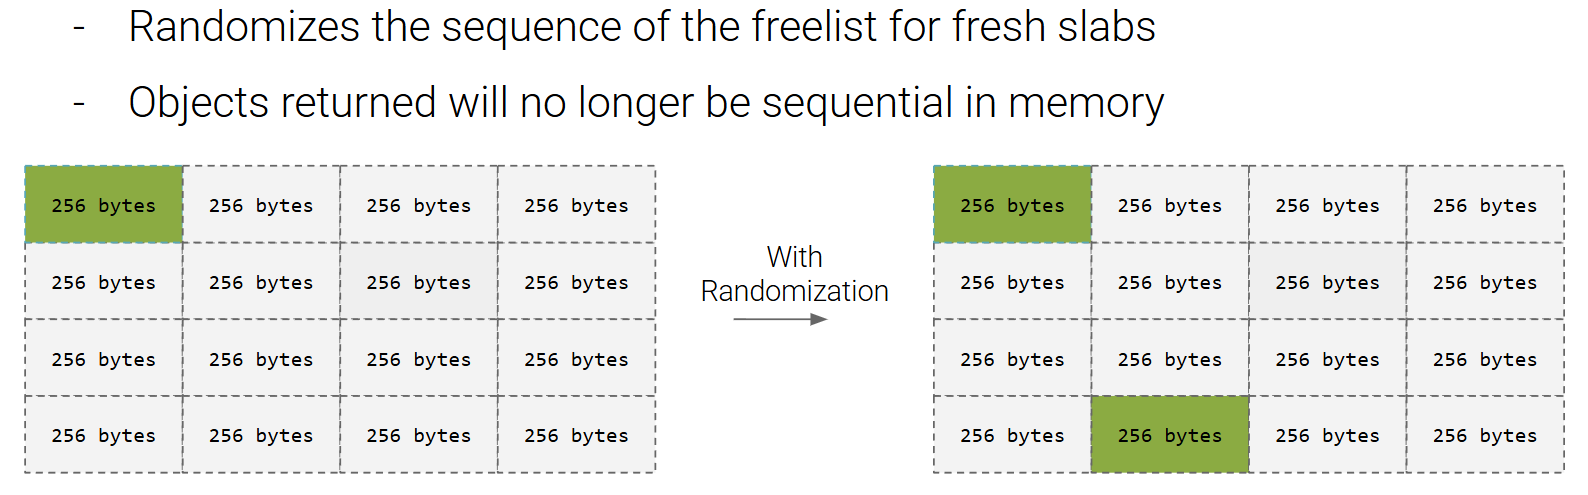 - Randomizes the sequence of the freelist for fresh slabs
- Objects returned will no longer be sequential in memory
256 bytes 256 bytes 256 bytes 256 bytes
256 bytes 256 bytes 256 bytes 256 bytes
256 bytes 256 bytes 256 bytes 256 bytes
256 bytes 256 bytes 256 bytes 256 bytes
With
Randomization
256 bytes 256 bytes 256 bytes 256 bytes
256 bytes 256 bytes 256 bytes 256 bytes
256 bytes 256 bytes 256 bytes 256 bytes
256 bytes 256 bytes 256 bytes 256 bytes